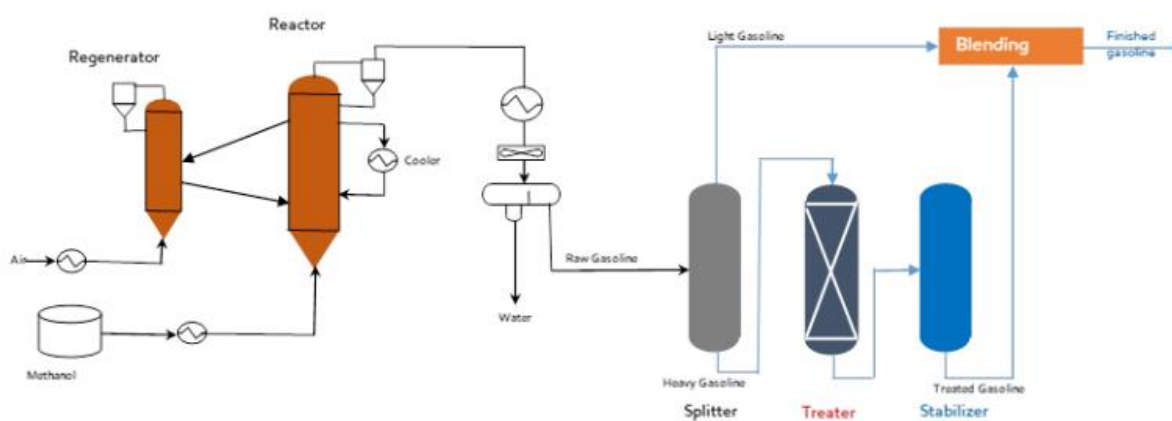 Reactor
Regenerator
Light Gasoline
Blending
Finished
gasoline
Cooler
Air
Raw Gasoline
Water
Methanol
Heavy Gasoline
Treated Gasoline
Splitter
Treater
Stabilizer